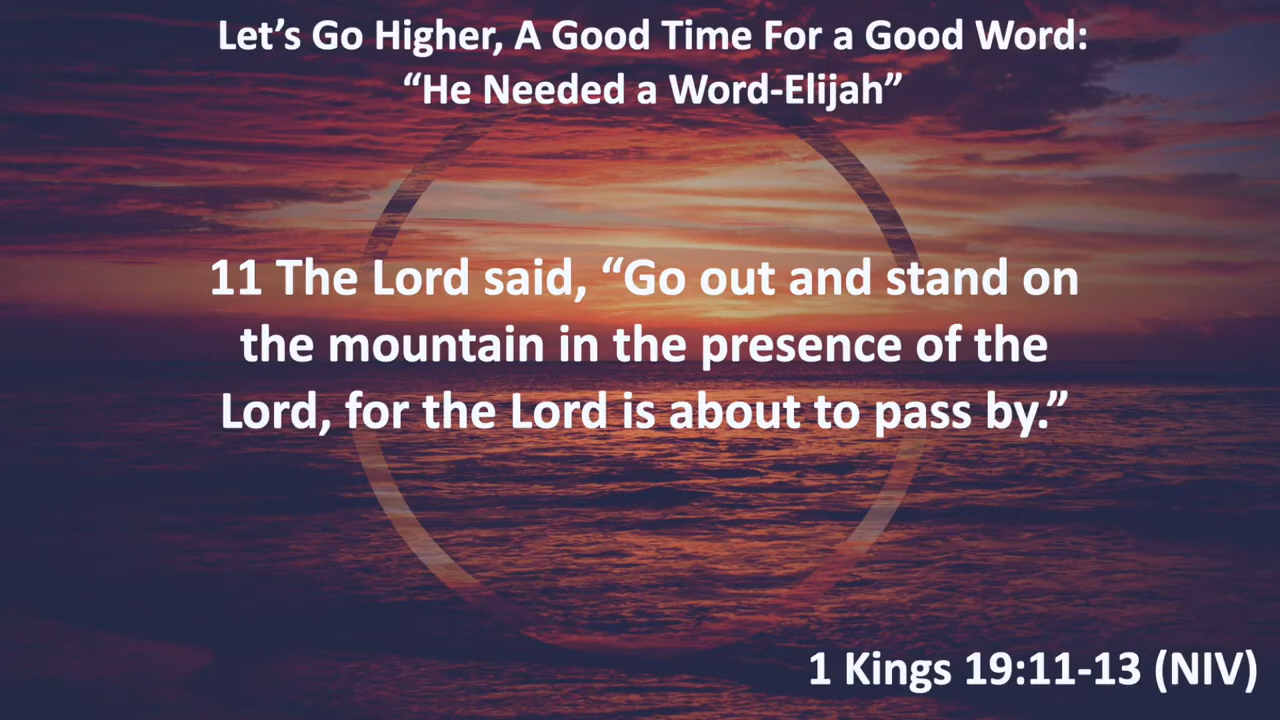 Let’s Go Higher, A Good Time For a Good Word:
“He Needed a Word-Elijah”
11 The Lord said, “Go out and stand on
the mountain in the presence of the
Lord, for the Lord is about to pass by.”
1 Kings 19:11-13 (NIV)